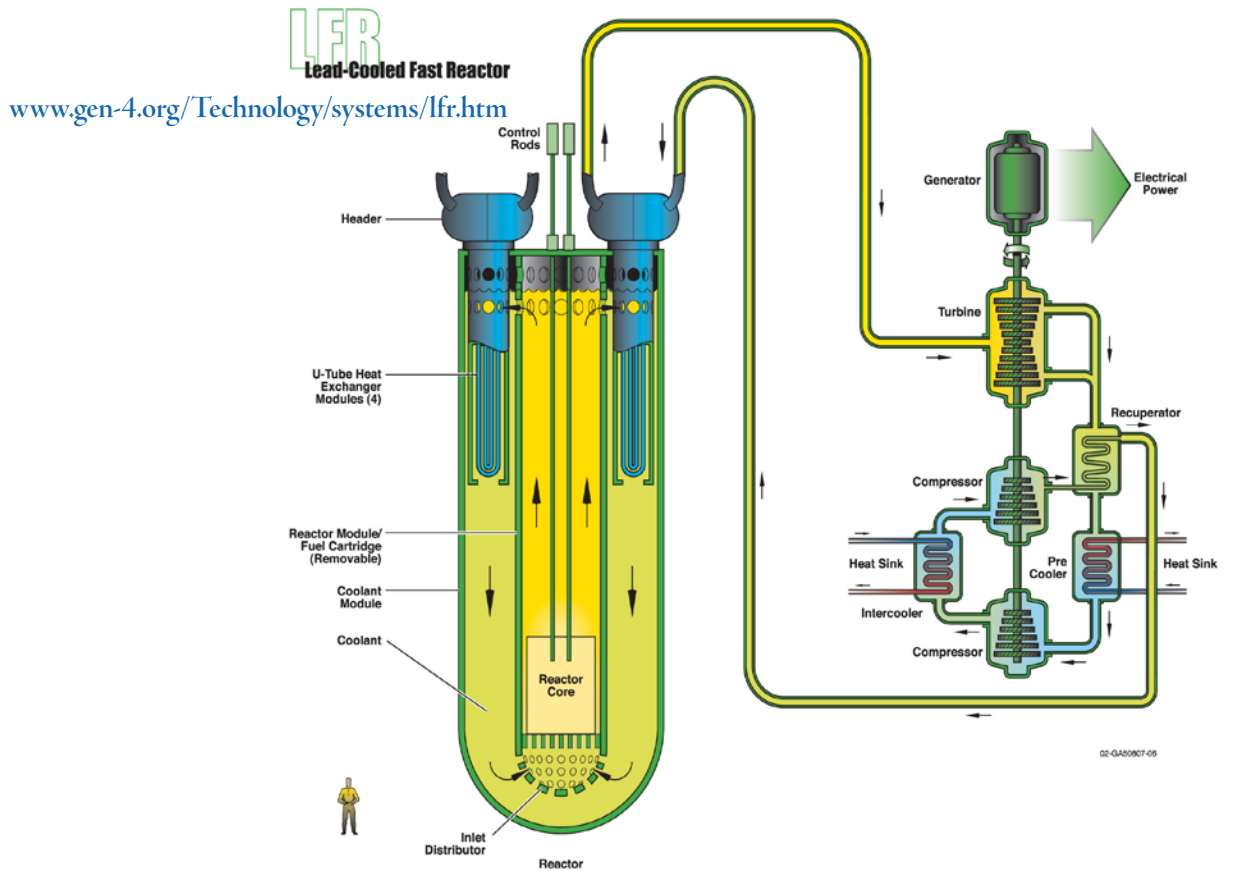 LFR
Lead-Cooled Fast Reactor
www.gen-4.org/Technology/systems/lfr.htm
Control
Rods
Header
Generator
Electrical
Power
Turbine
U-Tube Heat
Exchanger
Modules (4)
Recuperator
Compressor
Reactor Module/
Fuel Cartridge
(Removable)
Heat Sink
Pre
Cooler
Heat Sink
Coolant
Module
Intercooler
Coolant
Compressor
Reactor
Core
02-GA50807-06
Inlet
Distributor
Reactor